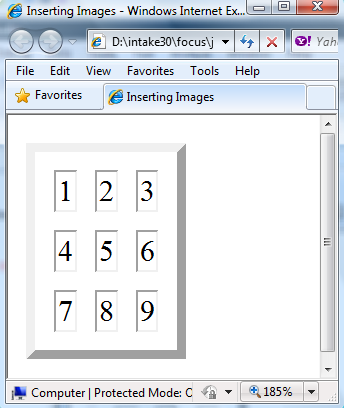 Inserting Images - Windows Internet Ex...
D:\intake30\focus\j
Yah
File Edit View Favorites Tools Help
Favorites
Inserting Images
1 2 3
4 5 6
7 8 9
Computer | Protected Mode: O
185%